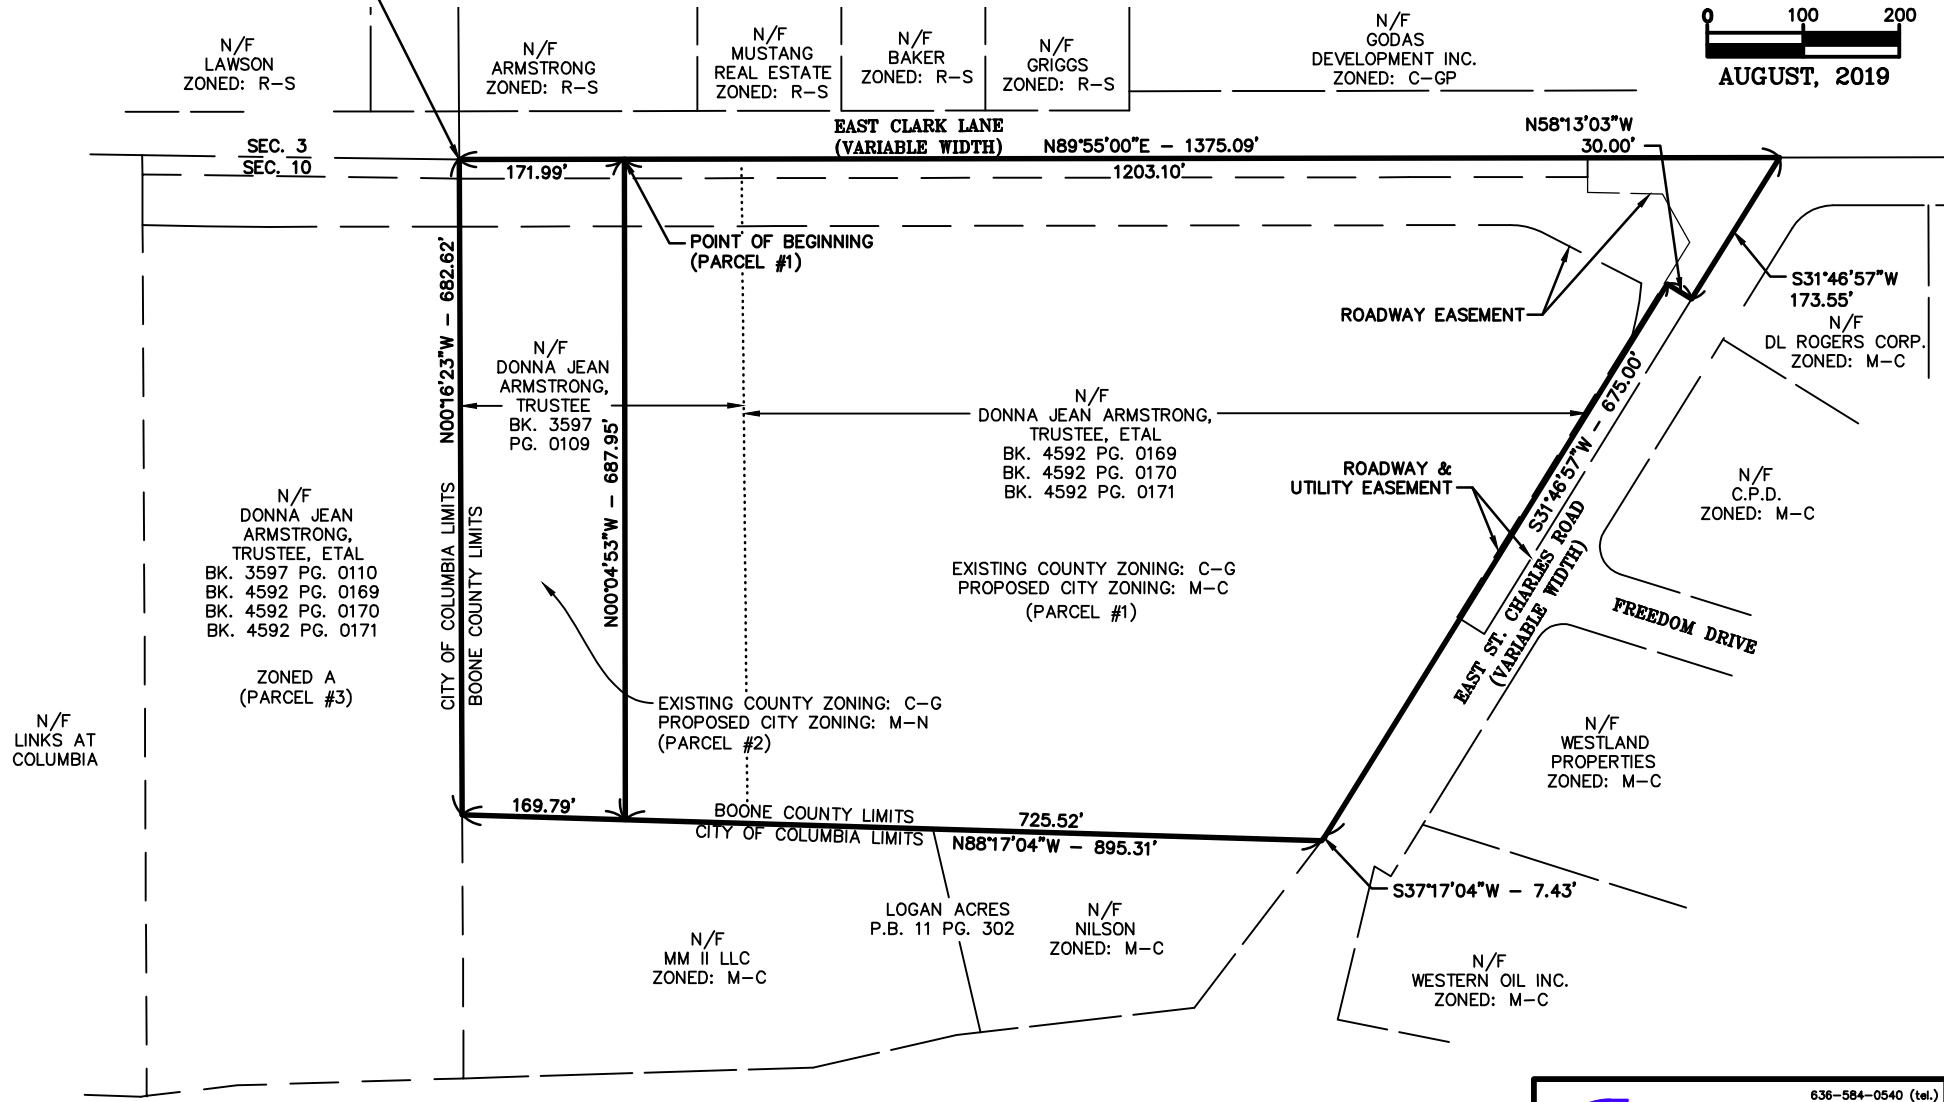 N/F
LAWSON
ZONED: R-S
N/F
ARMSTRONG
ZONED: R-S
N/F
MUSTANG
REAL ESTATE
ZONED: R-S
N/F
BAKER
ZONED: R-S
N/F
GRIGGS
ZONED: R-S
N/F
GODAS
DEVELOPMENT INC.
ZONED: C-GP
0 100 200
AUGUST, 2019
SEC. 3
SEC. 10
EAST CLARK LANE
(VARIABLE WIDTH)
N89°55'00"E - 1375.09'
N58°13'03"W
30.00'
171.99'
1203.10'
POINT OF BEGINNING
(PARCEL #1)
N00°16'23"W - 682.62'
ROADWAY EASEMENT
S31°46'57"W
173.55'
N/F
DL ROGERS CORP.
ZONED: M-C
N/F
DONNA JEAN
ARMSTRONG,
TRUSTEE
BK. 3597
PG. 0109
N00°04'53"W - 687.95'
N/F
DONNA JEAN ARMSTRONG,
TRUSTEE, ETAL
BK. 4592 PG. 0169
BK. 4592 PG. 0170
BK. 4592 PG. 0171
S31°46'57"W - 675.00'
ROADWAY &
UTILITY EASEMENT
N/F
C.P.D.
ZONED: M-C
N/F
DONNA JEAN
ARMSTRONG,
TRUSTEE, ETAL
BK. 3597 PG. 0110
BK. 4592 PG. 0169
BK. 4592 PG. 0170
BK. 4592 PG. 0171
ZONED A
(PARCEL #3)
CITY OF COLUMBIA LIMITS
BOONE COUNTY LIMITS
EXISTING COUNTY ZONING: C-G
PROPOSED CITY ZONING: M-C
(PARCEL #1)
EAST ST. CHARLES ROAD
(VARIABLE WIDTH)
FREEDOM DRIVE
EXISTING COUNTY ZONING: C-G
PROPOSED CITY ZONING: M-N
(PARCEL #2)
N/F
LINKS AT
COLUMBIA
N/F
WESTLAND
PROPERTIES
ZONED: M-C
169.79'
BOONE COUNTY LIMITS
CITY OF COLUMBIA LIMITS
725.52'
N88°17'04"W - 895.31'
S37°17'04"W - 7.43'
LOGAN ACRES
P.B. 11 PG. 302
N/F
NILSON
ZONED: M-C
N/F
MM II LLC
ZONED: M-C
N/F
WESTERN OIL INC.
ZONED: M-C
636-584-0540 (tel.)